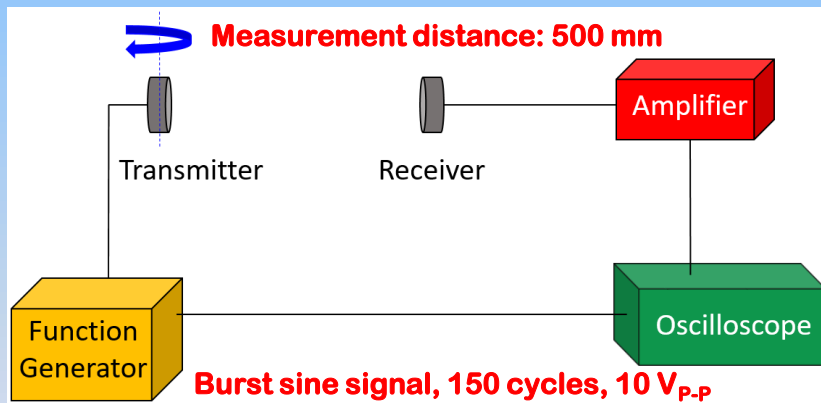 Measurement distance: 500 mm
Amplifier
Transmitter
Receiver
Function
Generator
Oscilloscope
Burst sine signal, 150 cycles, 10 VP-P